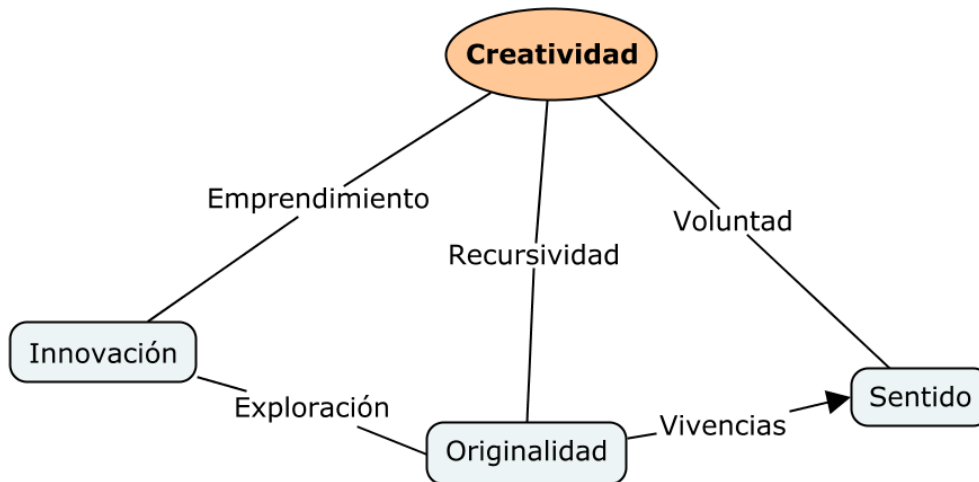 Creatividad
Emprendimiento
Voluntad
Recursividad
Innovación
Sentido
Exploración
Vivencias
Originalidad